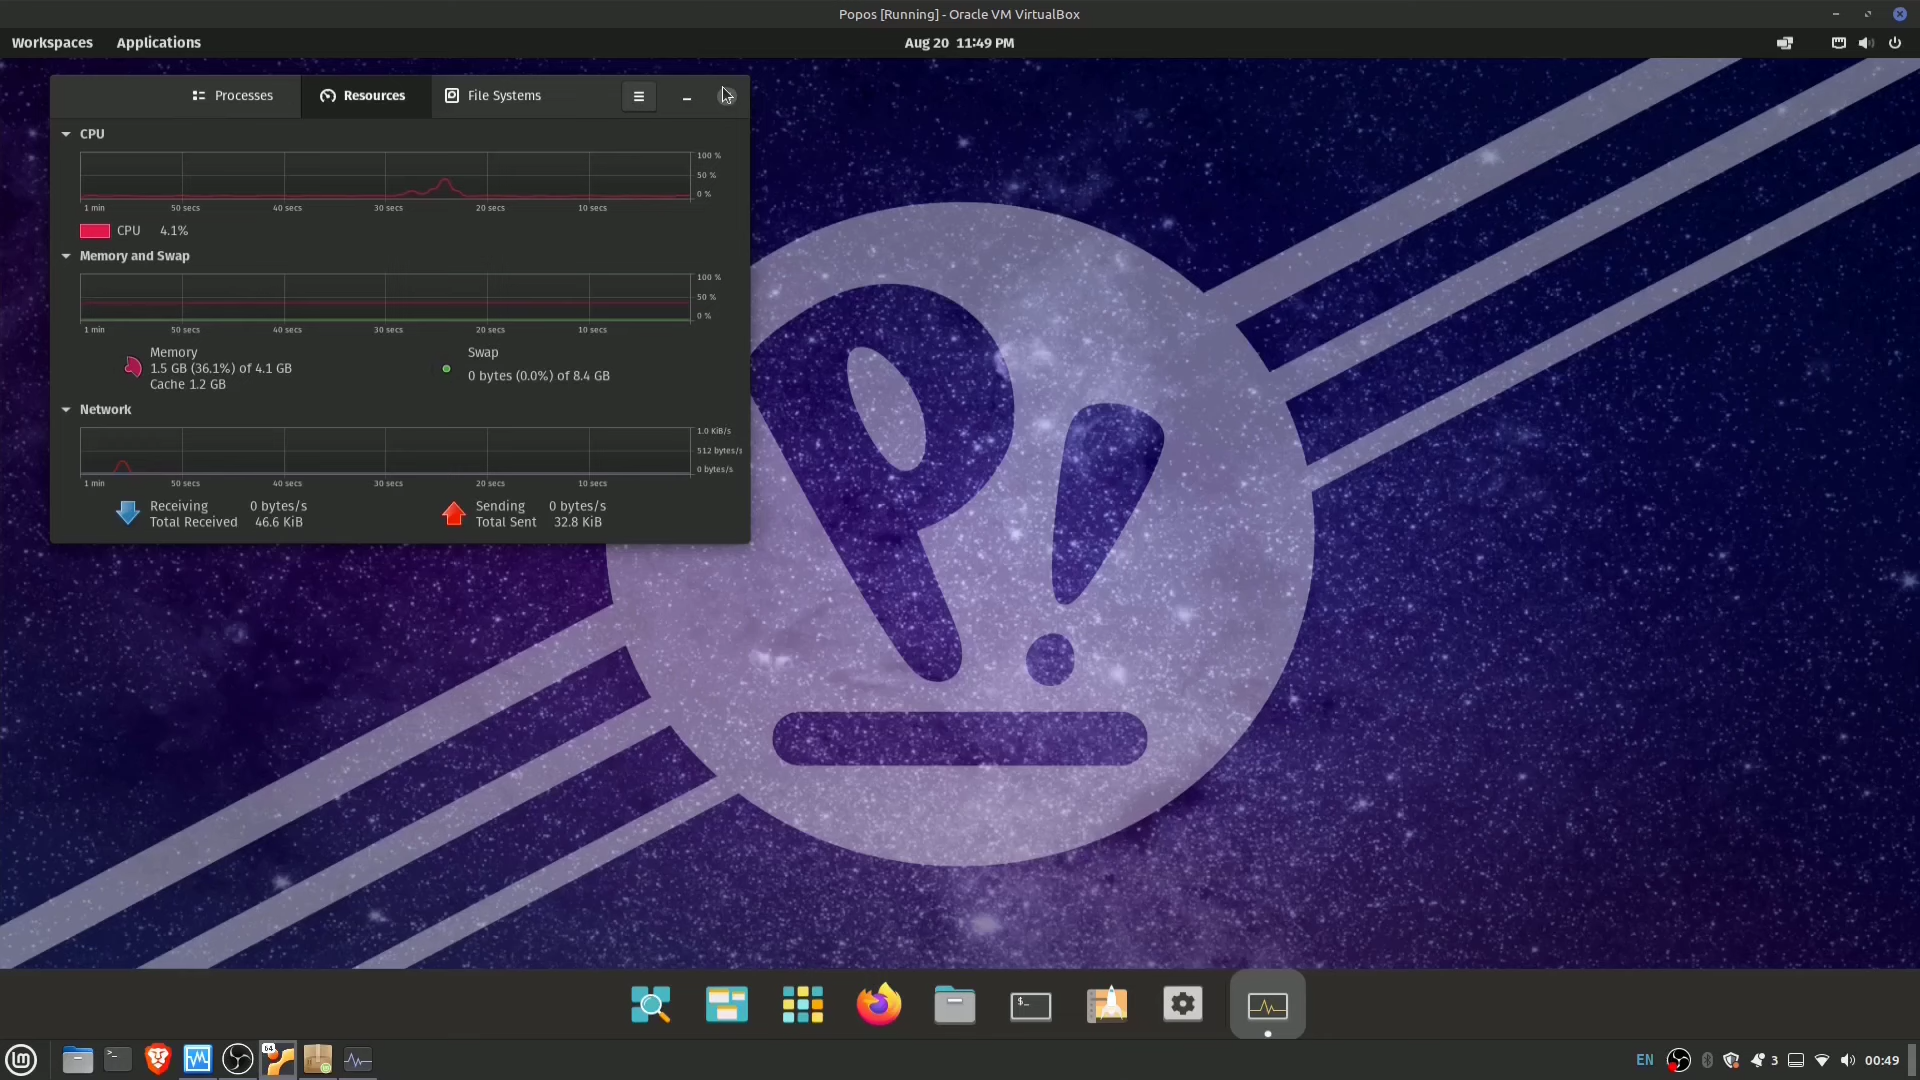 Popos [Running] - Oracle VM VirtualBox
Workspaces Applications Aug 20 11:49 PM
Processes Resources File Systems
CPU
100 %
50 %
0 %
1 min 50 secs 40 secs 30 secs 20 secs 10 secs
CPU 4.1%
Memory and Swap
100 %
50 %
0 %
1 min 50 secs 40 secs 30 secs 20 secs 10 secs
Memory
1.5 GB (36.1%) of 4.1 GB
Cache 1.2 GB
Swap
0 bytes (0.0%) of 8.4 GB
Network
1.0 KiB/s
512 bytes/s
0 bytes/s
1 min 50 secs 40 secs 30 secs 20 secs 10 secs
Receiving 0 bytes/s
Total Received 46.6 KiB
Sending 0 bytes/s
Total Sent 32.8 KiB
P!
$_
lm >_ 64 EN 3 00:49